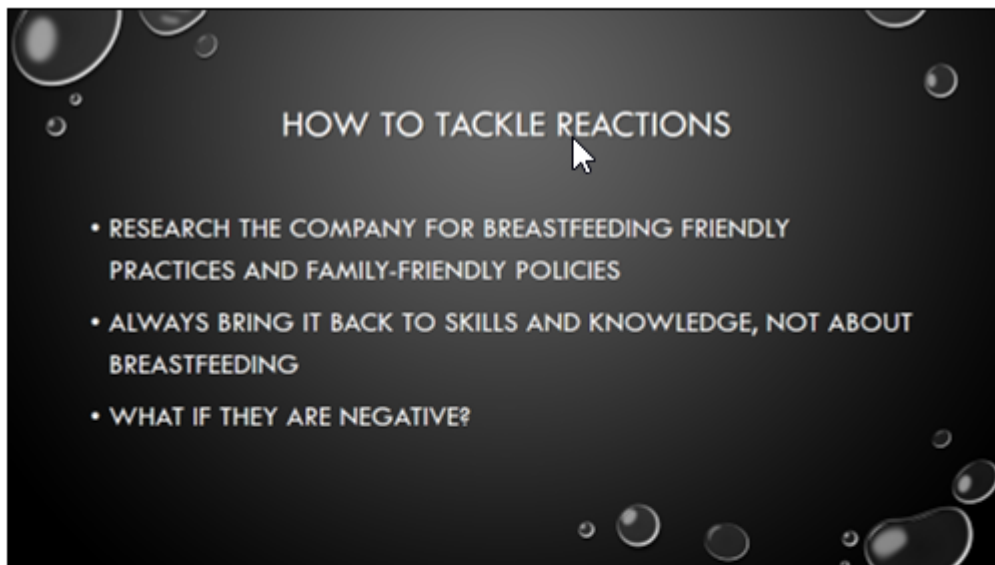 HOW TO TACKLE REACTIONS
• RESEARCH THE COMPANY FOR BREASTFEEDING FRIENDLY
PRACTICES AND FAMILY-FRIENDLY POLICIES
• ALWAYS BRING IT BACK TO SKILLS AND KNOWLEDGE, NOT ABOUT
BREASTFEEDING
• WHAT IF THEY ARE NEGATIVE?